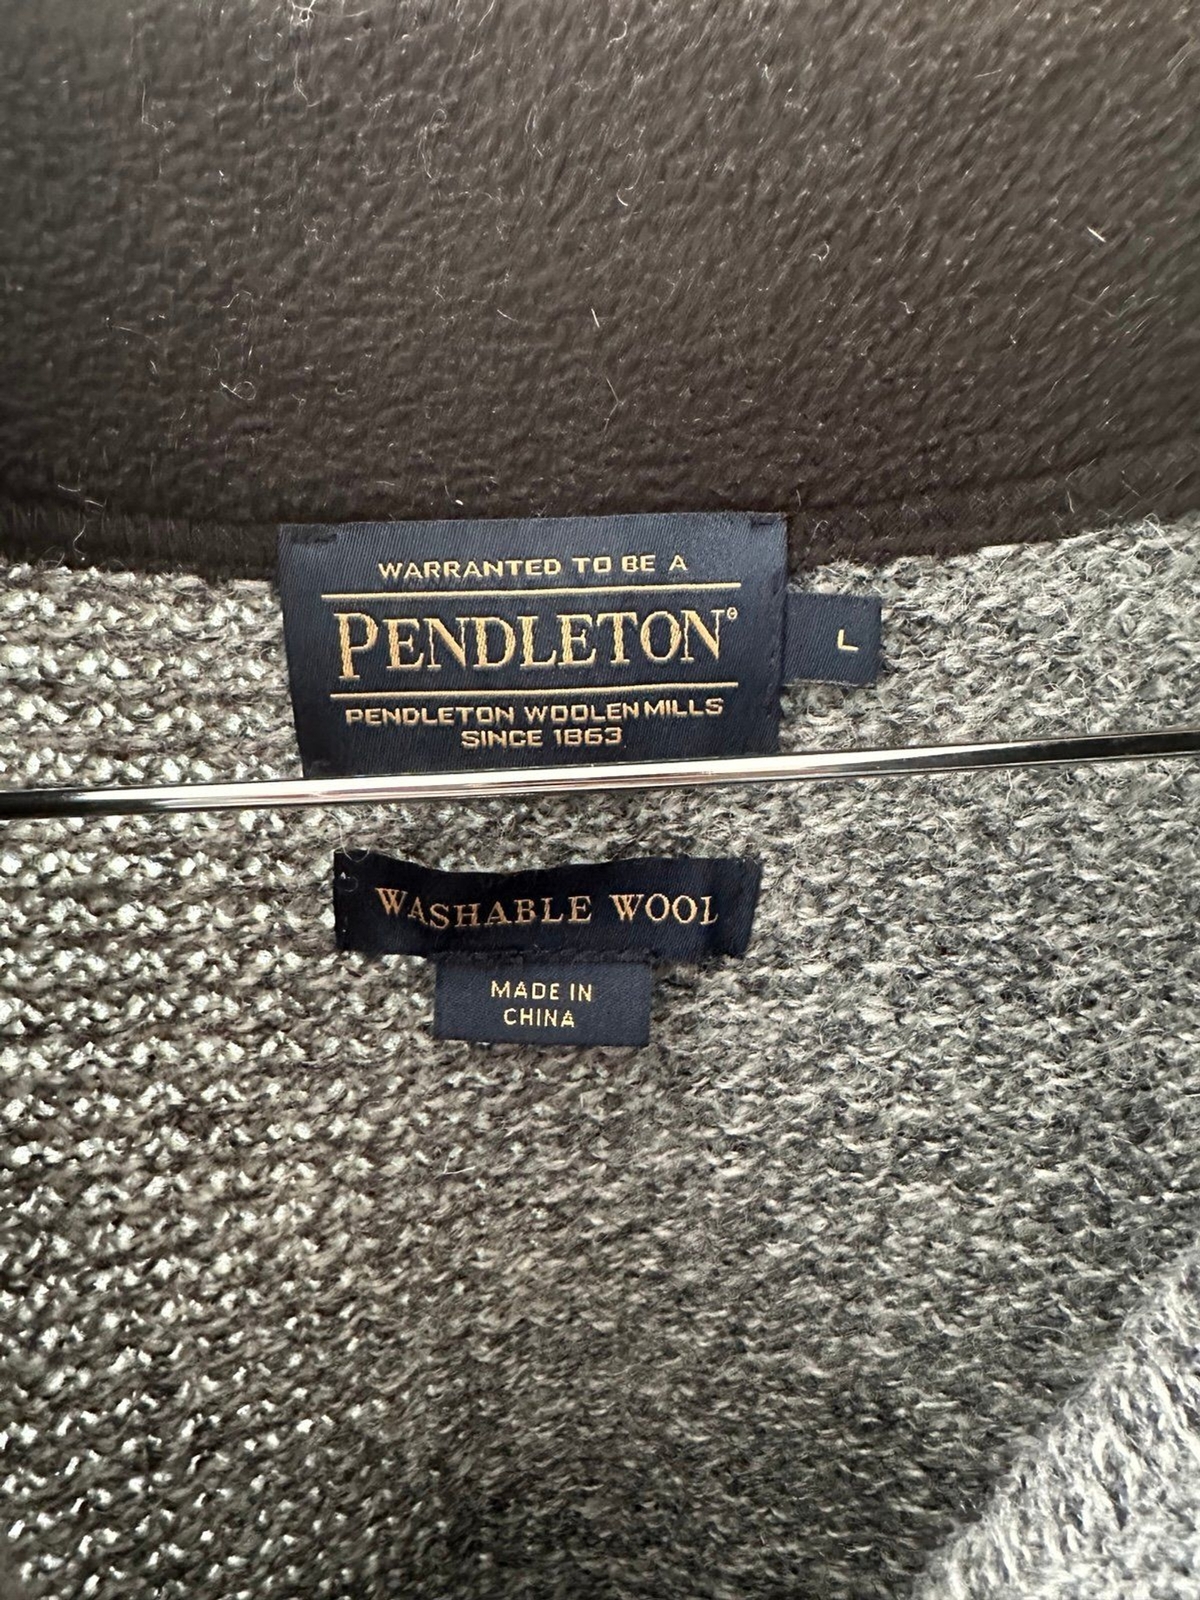 WARRANTED TO BE A
PENDLETON®
PENDLETON WOOLEN MILLS
SINCE 1863
L
WASHABLE WOOL
MADE IN
CHINA